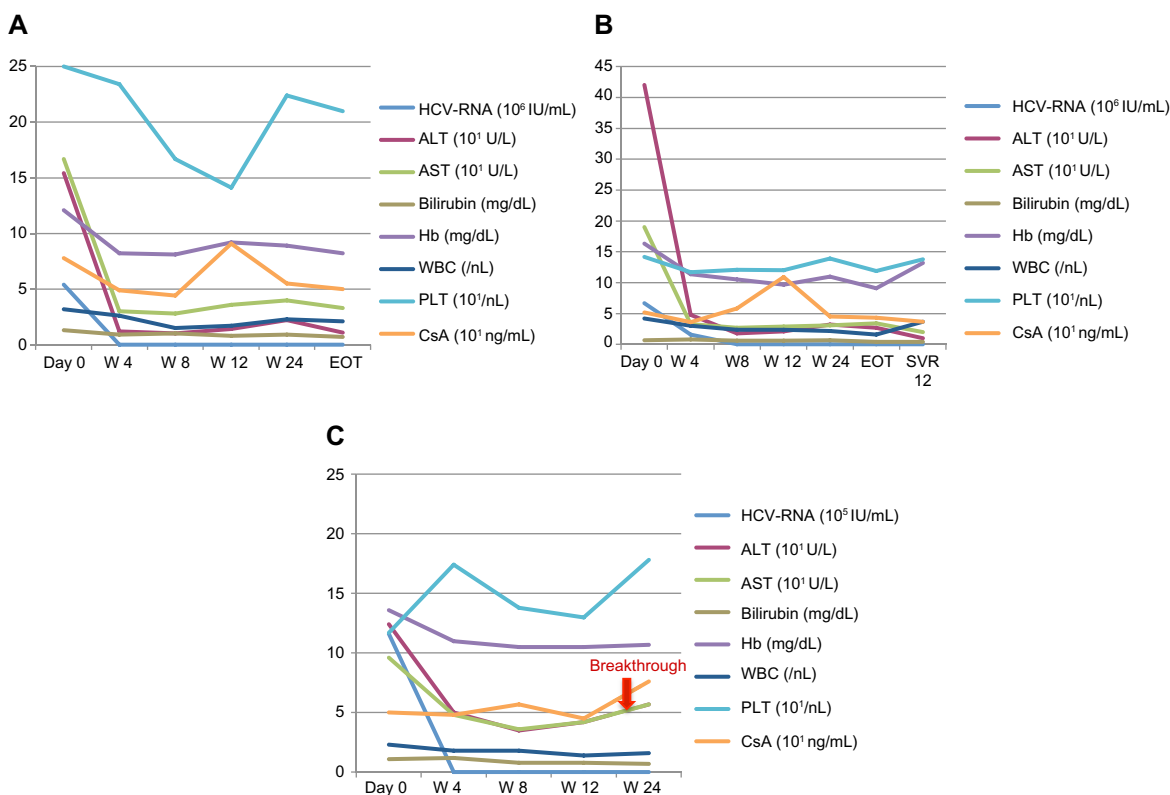 A
25
20
15
10
5
0
Day 0 W 4 W 8 W 12 W 24 EOT
HCV-RNA (10⁶ IU/mL)
ALT (10¹ U/L)
AST (10¹ U/L)
Bilirubin (mg/dL)
Hb (mg/dL)
WBC (/nL)
PLT (10¹/nL)
CsA (10¹ ng/mL)
B
45
40
35
30
25
20
15
10
5
0
Day 0 W 4 W8 W 12 W 24 EOT SVR
12
HCV-RNA (10⁶ IU/mL)
ALT (10¹ U/L)
AST (10¹ U/L)
Bilirubin (mg/dL)
Hb (mg/dL)
WBC (/nL)
PLT (10¹/nL)
CsA (10¹ ng/mL)
C
25
20
15
10
5
0
Day 0 W 4 W 8 W 12 W 24
Breakthrough
HCV-RNA (10⁵ IU/mL)
ALT (10¹ U/L)
AST (10¹ U/L)
Bilirubin (mg/dL)
Hb (mg/dL)
WBC (/nL)
PLT (10¹/nL)
CsA (10¹ ng/mL)